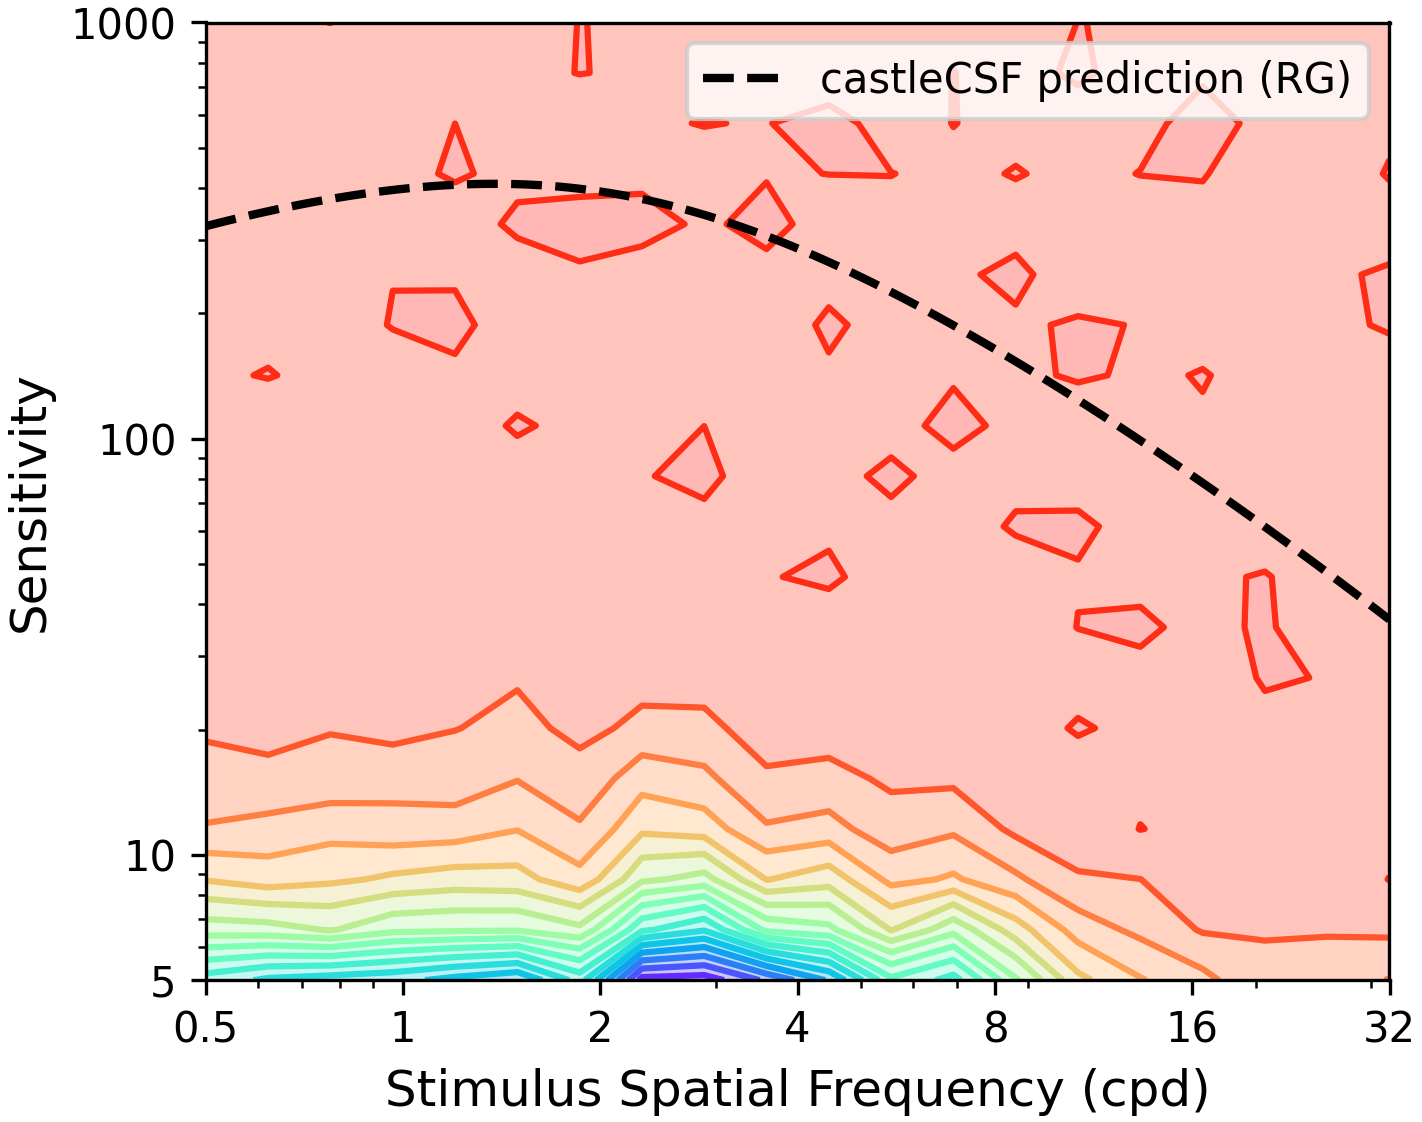 1000
castleCSF prediction (RG)
100
Sensitivity
10
5
0.5 1 2 4 8 16 32
Stimulus Spatial Frequency (cpd)